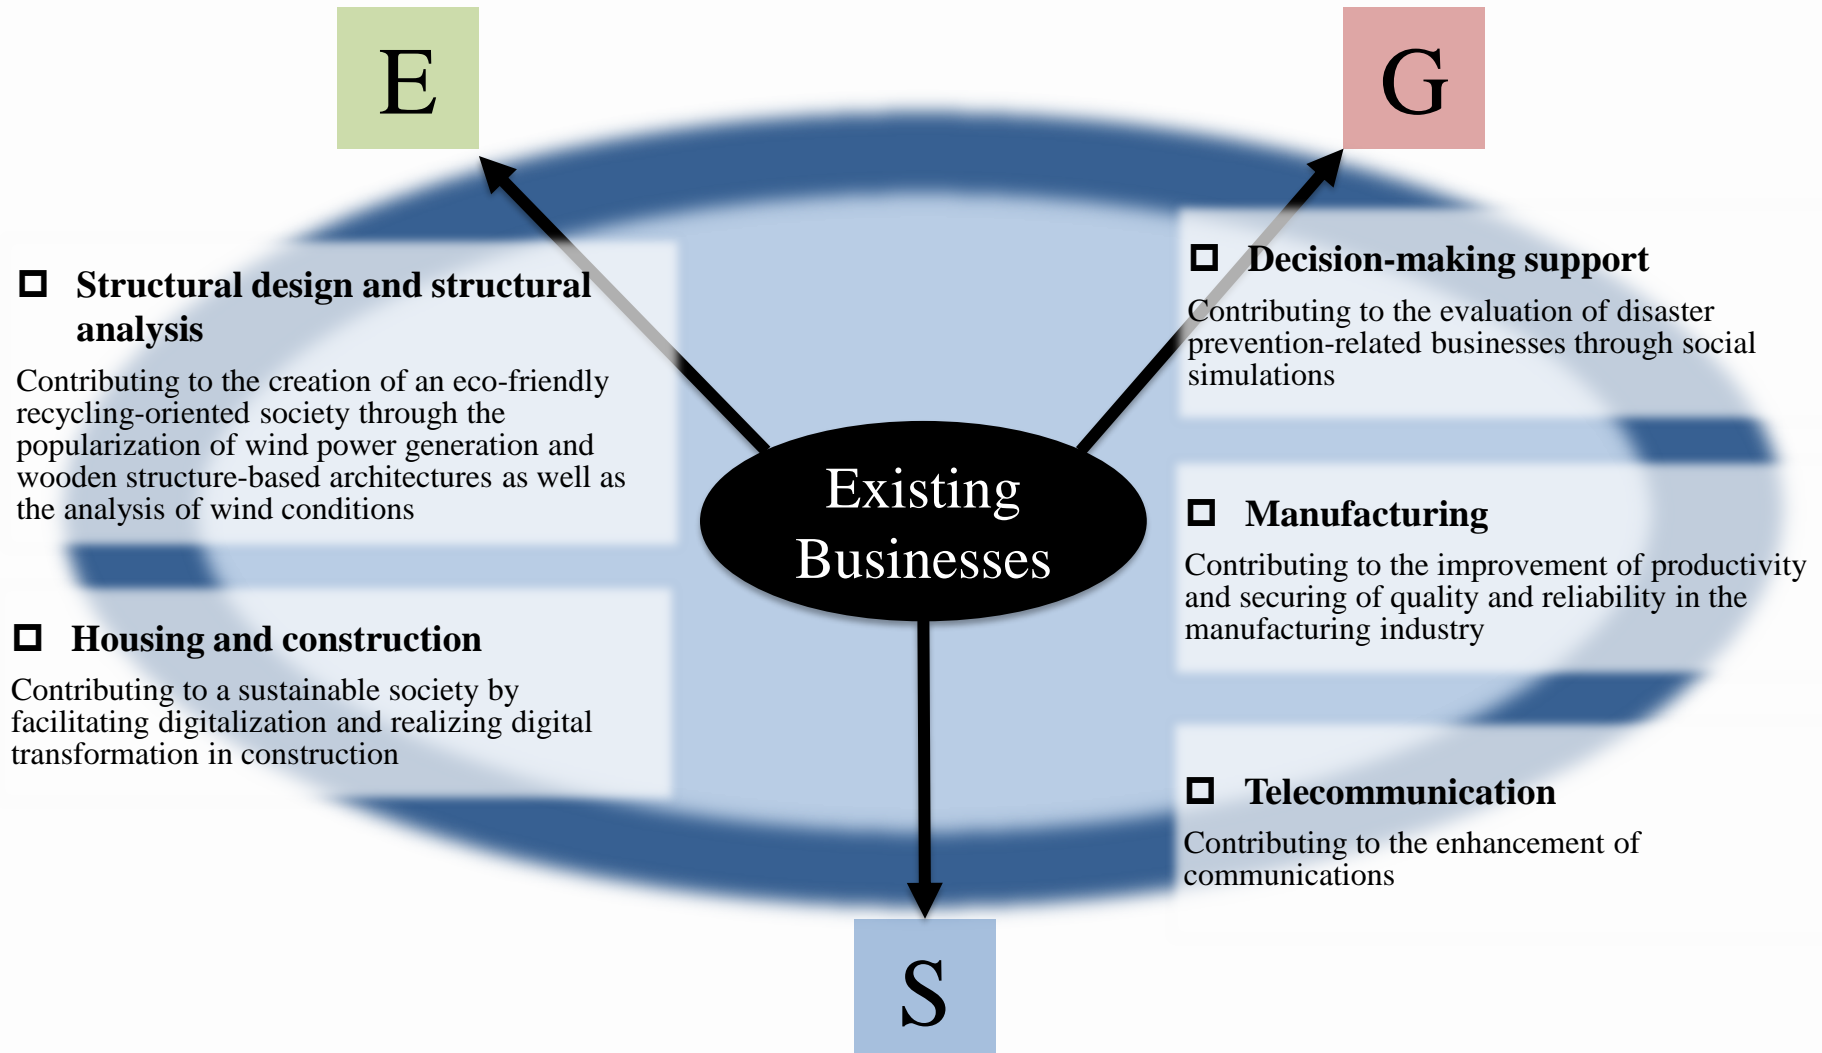 E
G
Structural design and structural
analysis
Contributing to the creation of an eco-friendly
recycling-oriented society through the
popularization of wind power generation and
wooden structure-based architectures as well as
the analysis of wind conditions
Housing and construction
Contributing to a sustainable society by
facilitating digitalization and realizing digital
transformation in construction
Existing
Businesses
Decision-making support
Contributing to the evaluation of disaster
prevention-related businesses through social
simulations
Manufacturing
Contributing to the improvement of productivity
and securing of quality and reliability in the
manufacturing industry
Telecommunication
Contributing to the enhancement of
communications
S